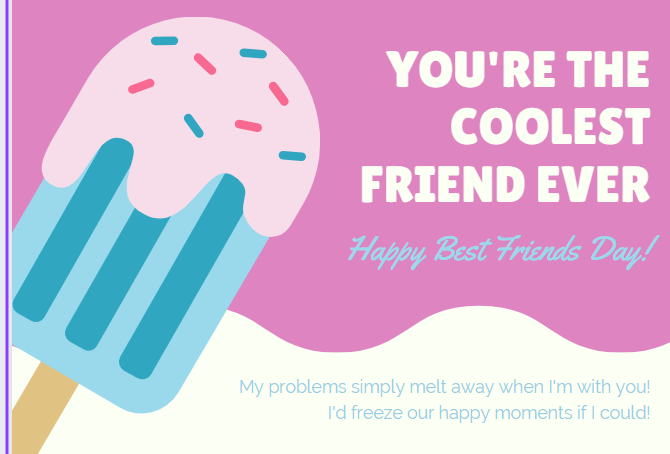 YOU'RE THE
COOLEST
FRIEND EVER
Happy Best Friends Day!
My problems simply melt away when I'm with you!
I'd freeze our happy moments if I could!